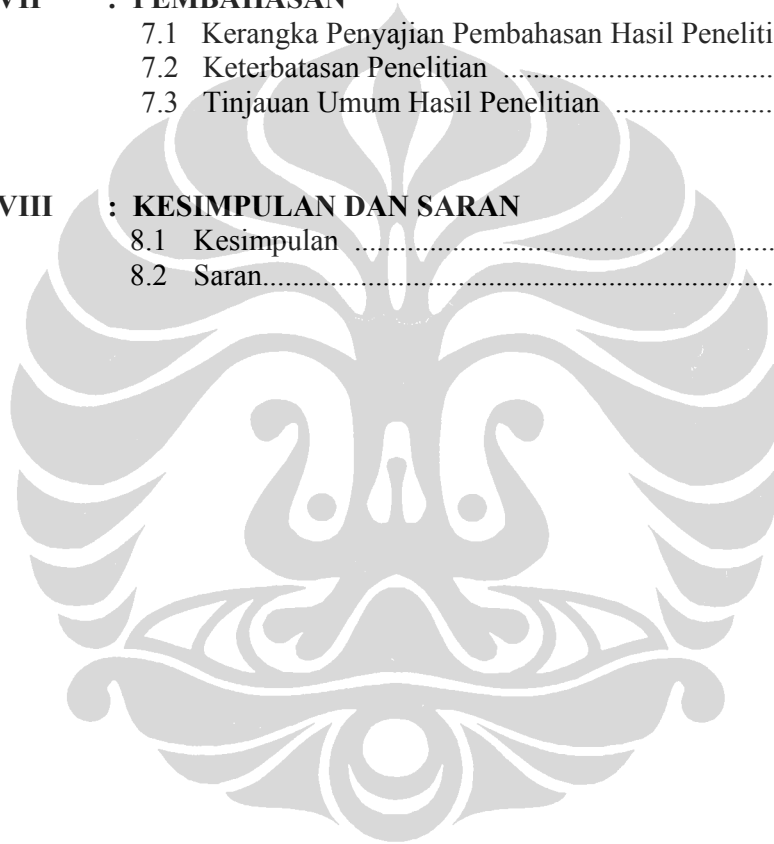 VII : PEMBAHASAN
7.1 Kerangka Penyajian Pembahasan Hasil Peneliti
7.2 Keterbatasan Penelitian ....................................
7.3 Tinjauan Umum Hasil Penelitian .....................
VIII : KESIMPULAN DAN SARAN
8.1 Kesimpulan ........................................................
8.2 Saran....................................................................